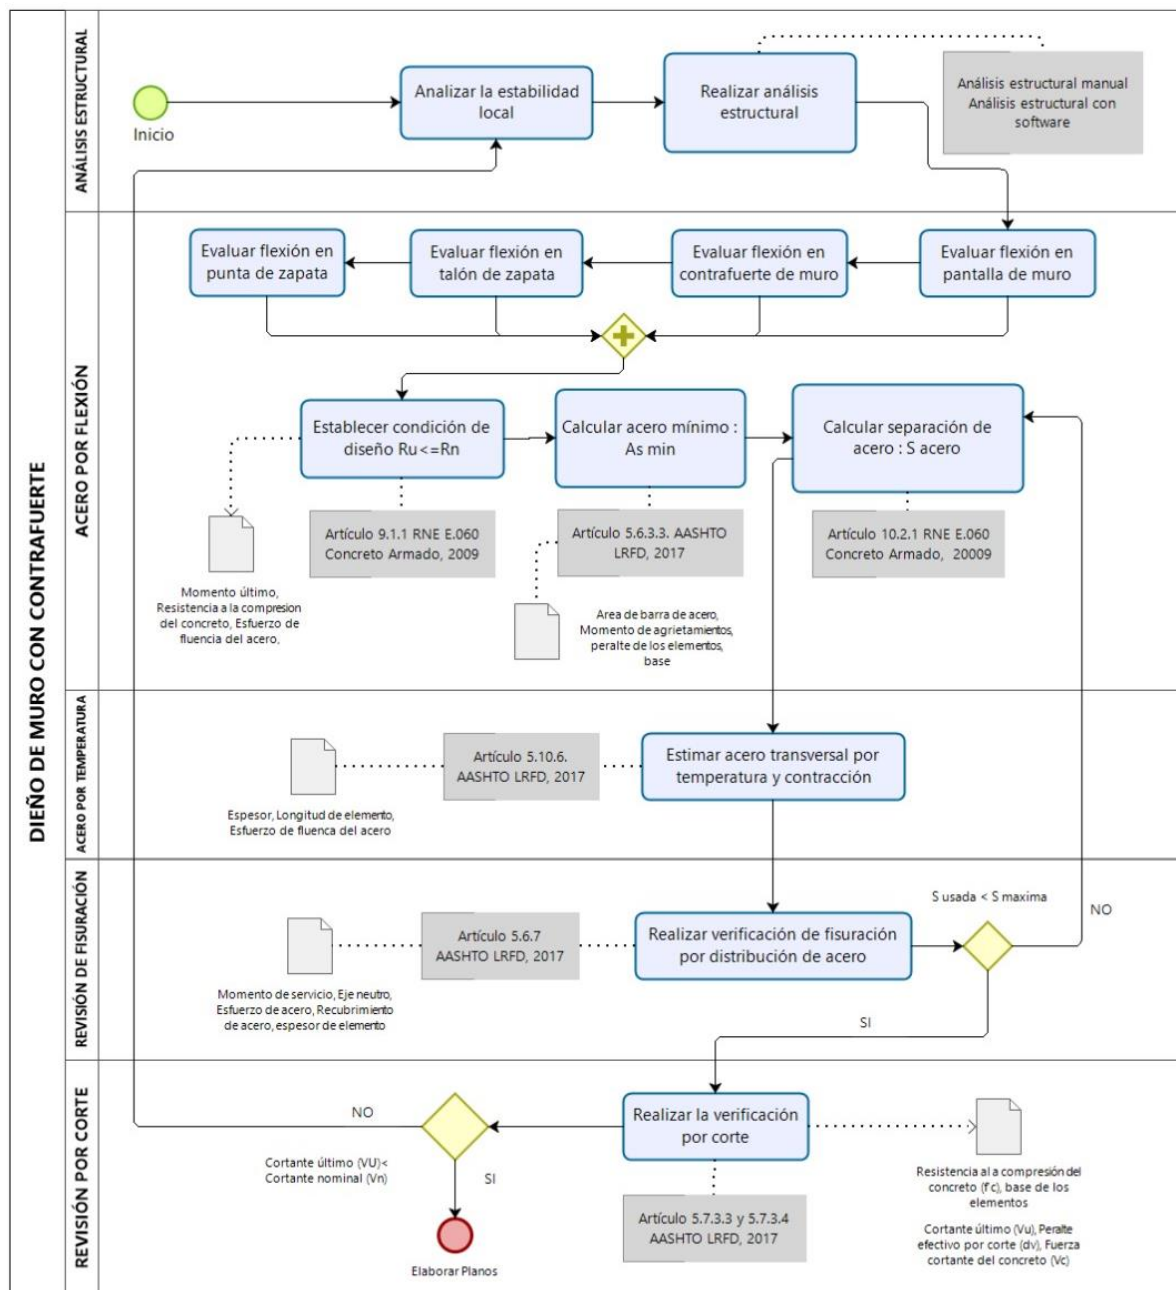 DIEÑO DE MURO CON CONTRAFUERTE
ANÁLISIS ESTRUCTURAL
Inicio
Analizar la estabilidad
local
Realizar análisis
estructural
Análisis estructural manual
Análisis estructural con
software
ACERO POR FLEXIÓN
Evaluar flexión en
punta de zapata
Evaluar flexión en
talón de zapata
Evaluar flexión en
contrafuerte de muro
Evaluar flexión en
pantalla de muro
Establecer condición de
diseño Ru<=Rn
Calcular acero mínimo :
As min
Calcular separación de
acero : S acero
Artículo 9.1.1 RNE E.060
Concreto Armado, 2009
Artículo 5.6.3.3. AASHTO
LRFD, 2017
Artículo 10.2.1 RNE E.060
Concreto Armado, 20009
Momento último,
Resistencia a la compresion
del concreto, Esfuerzo de
fluencia del acero,
Area de barra de acero,
Momento de agrietamientos,
peralte de los elementos,
base
ACERO POR TEMPERATURA
Estimar acero transversal por
temperatura y contracción
Artículo 5.10.6.
AASHTO LRFD, 2017
Espesor, Longitud de elemento,
Esfuerzo de fluenca del acero
REVISIÓN DE FISURACIÓN
S usada < S maxima
NO
Realizar verificación de fisuración
por distribución de acero
Artículo 5.6.7
AASHTO LRFD, 2017
Momento de servicio, Eje neutro,
Esfuerzo de acero, Recubrimiento
de acero, espesor de elemento
SI
REVISIÓN POR CORTE
NO
Realizar la verificación
por corte
Cortante último (VU)<
Cortante nominal (Vn)
SI
Elaborar Planos
Artículo 5.7.3.3 y 5.7.3.4
AASHTO LRFD, 2017
Resistencia al a compresión del
concreto (f'c), base de los
elementos
Cortante último (Vu), Peralte
efectivo por corte (dv), Fuerza
cortante del concreto (Vc)